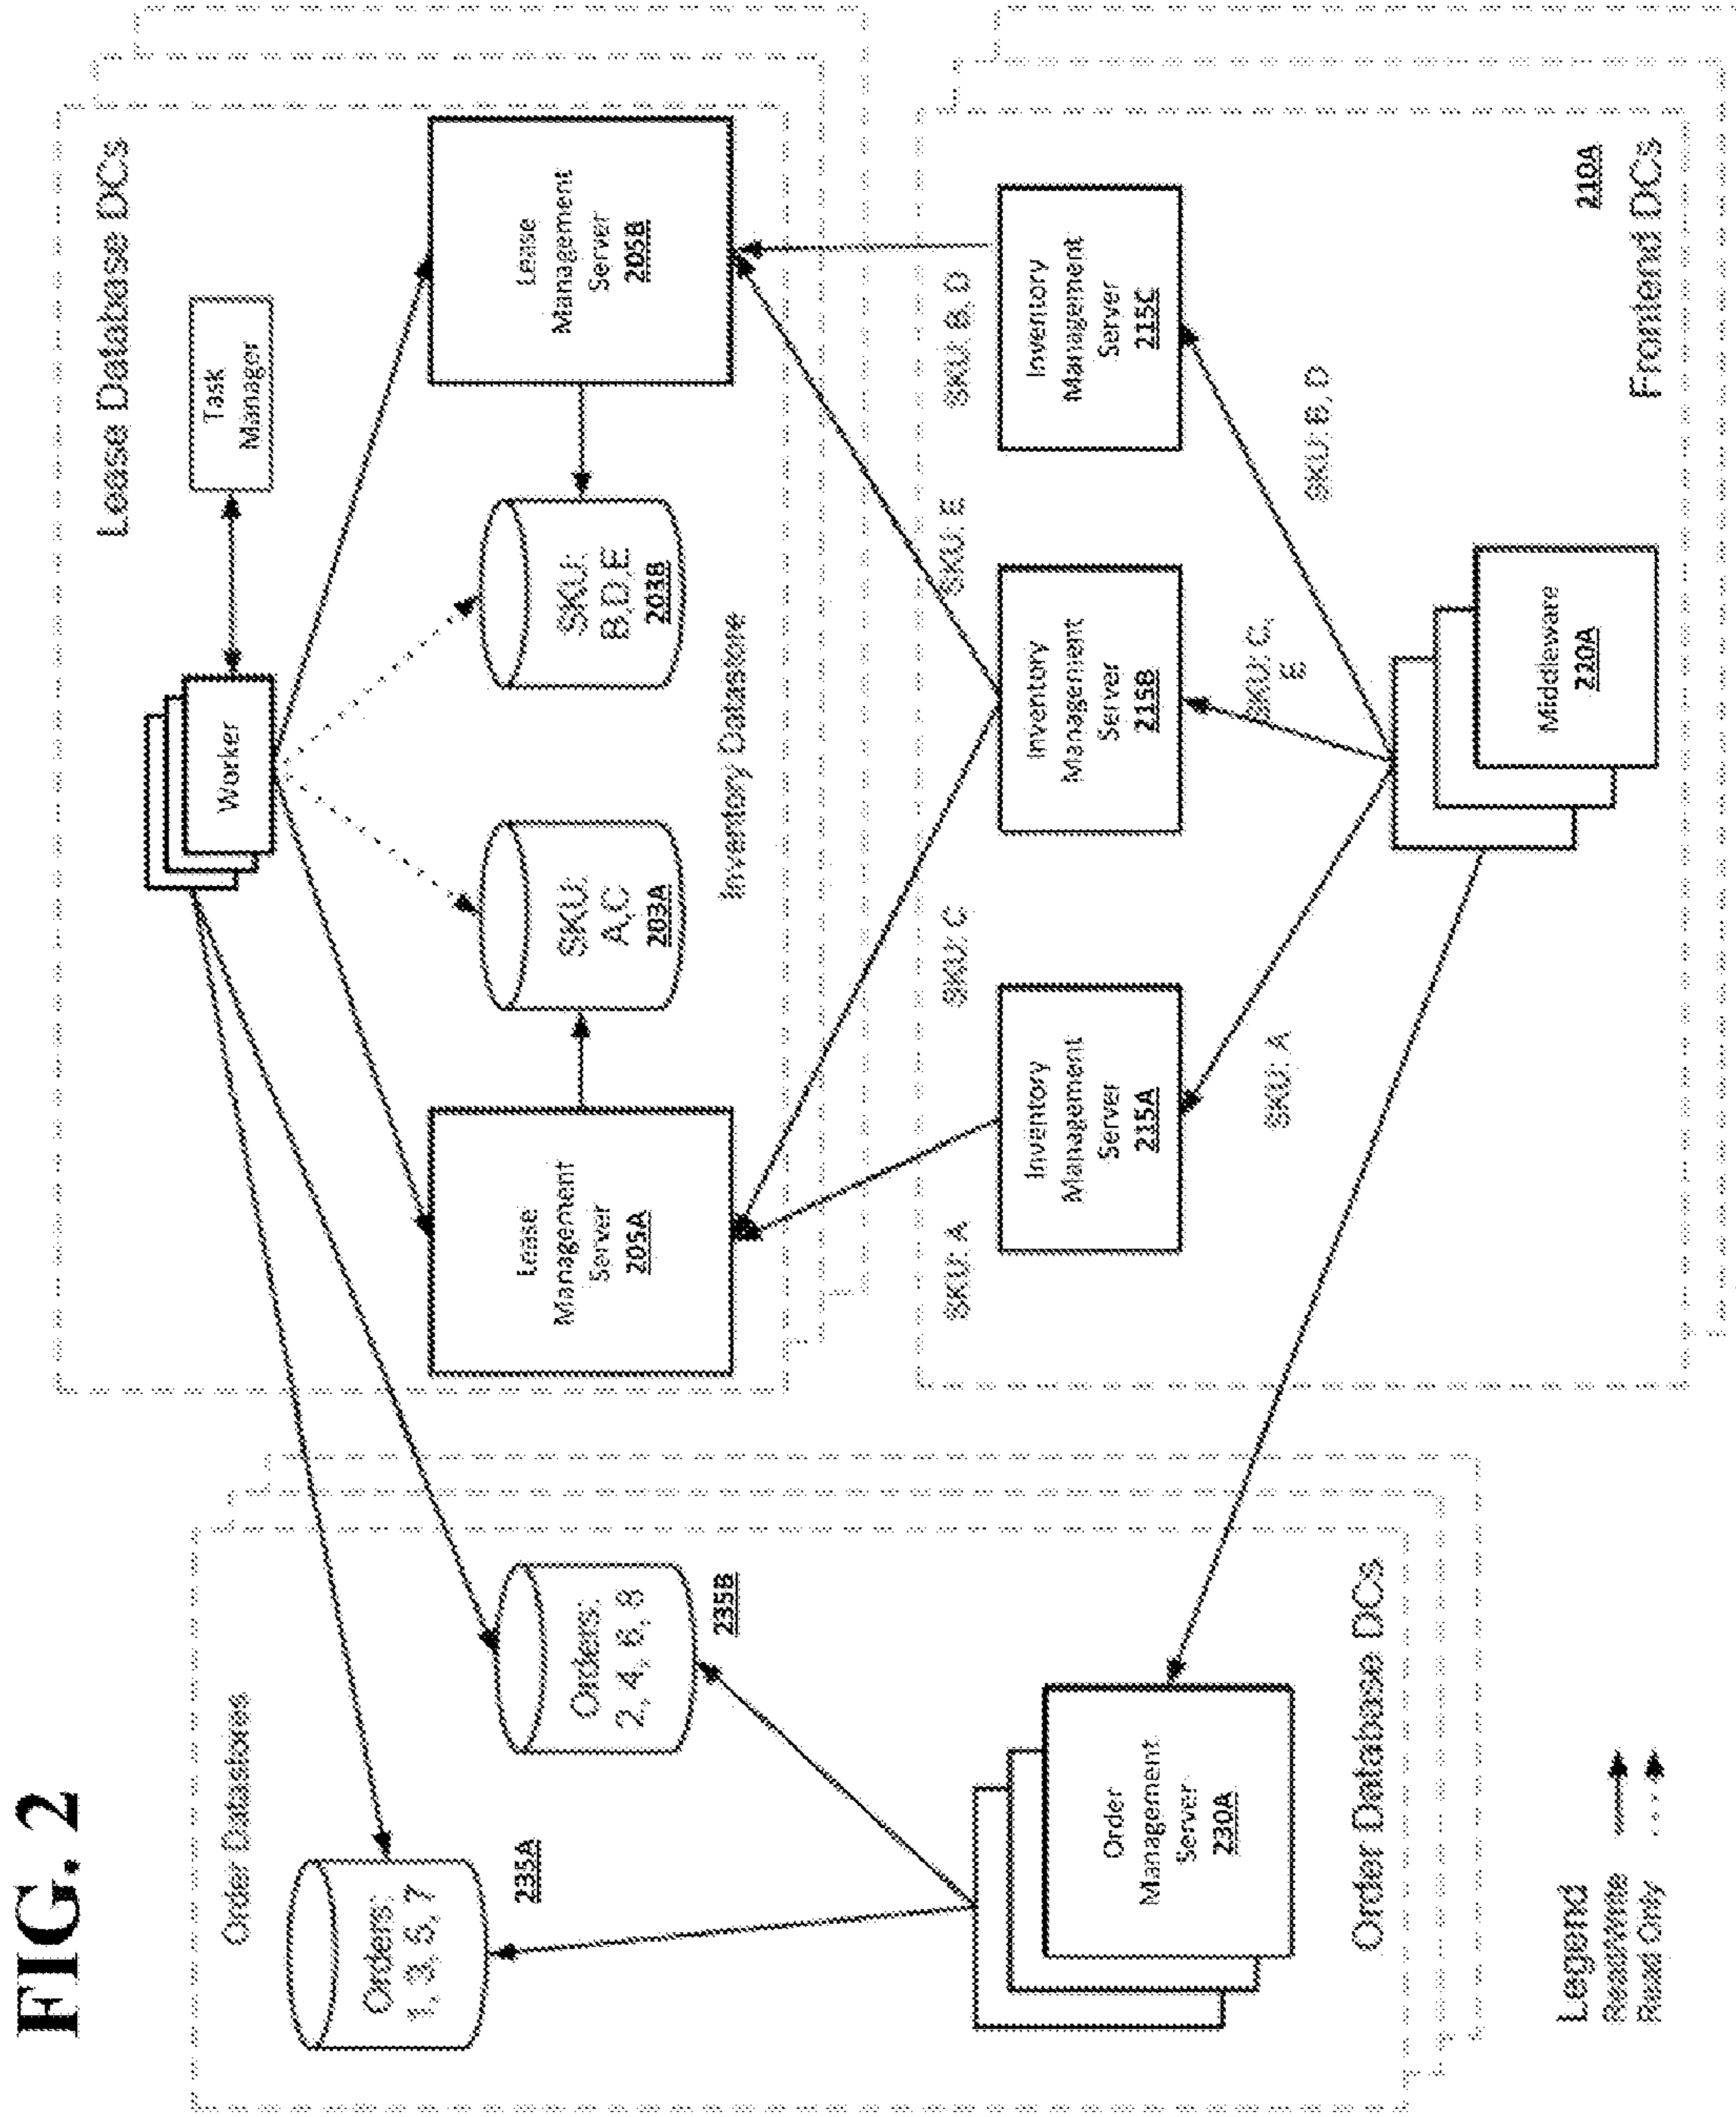 FIG. 2
Order Datastores
Orders:
1, 3, 5, 7
235A
Orders:
2, 4, 6, 8
235B
Order
Management
Server
230A
Order Database DCs
Legend
Read/Write
Read Only
Lease Database DCs
Worker
Task
Manager
Lease
Management
Server
205A
SKU:
A,C
203A
SKU:
B,D,E
203B
Lease
Management
Server
205B
Inventory Datastore
SKU: A
SKU: C
SKU: E
SKU: B, D
Inventory
Management
Server
215A
Inventory
Management
Server
215B
Inventory
Management
Server
215C
SKU: A
SKU: C,
E
SKU: B, D
Middleware
220A
210A
Frontend DCs